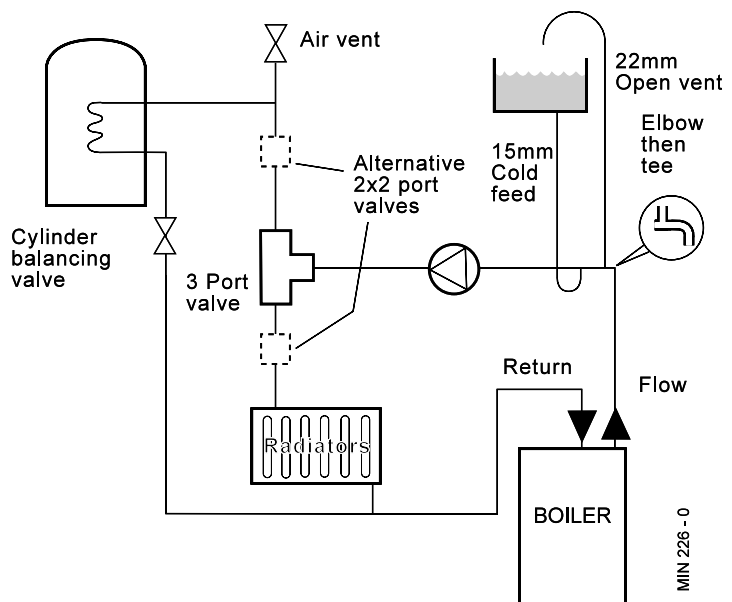 Air vent
22mm
Open vent
Elbow
then
tee
15mm
Cold
feed
Alternative
2x2 port
valves
Cylinder
balancing
valve
3 Port
valve
Return
Flow
Radiators
BOILER
MIN 226 - 0